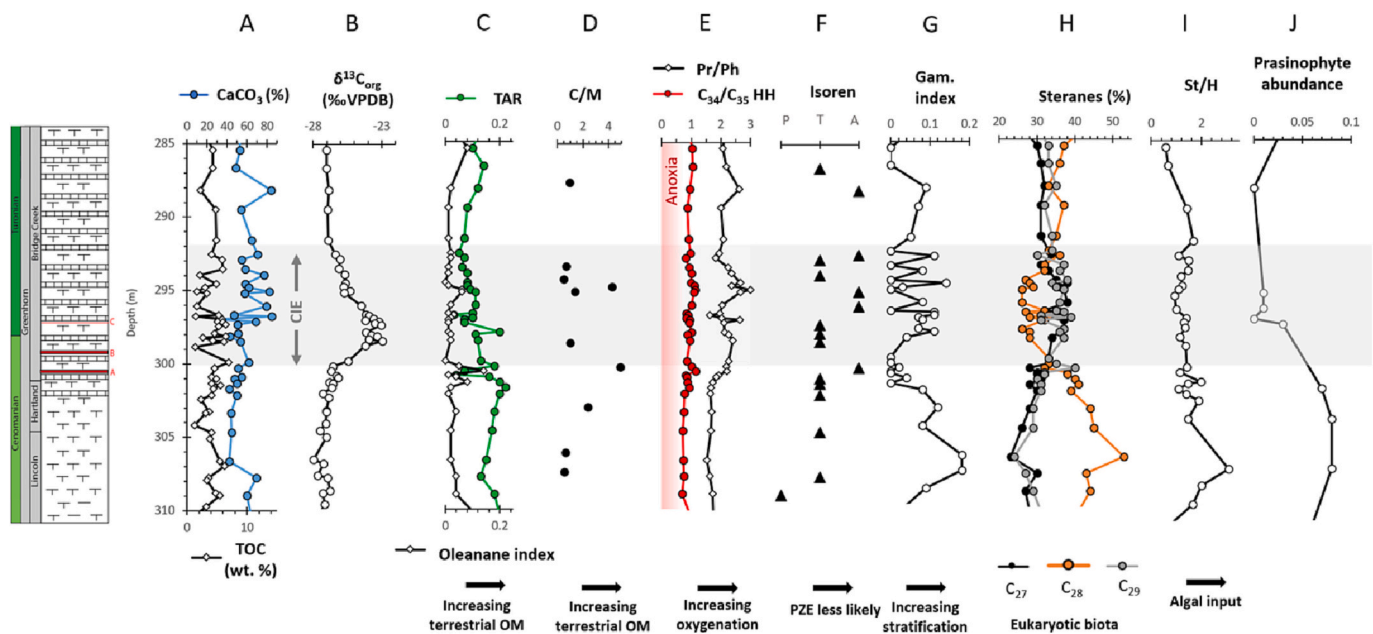 A B C D E F G H I J
CaCO₃ (%)
0 20 40 60 80
δ¹³Corg
(‰VPDB)
-28 -23
TAR
0 0.2
C/M
0 2 4
Pr/Ph
C₃₄/C₃₅ HH
0 1 2 3
Isoren
P T A
Gam.
index
0 0.1 0.2
Steranes (%)
20 30 40 50
St/H
0 2
Prasinophyte
abundance
0 0.05 0.1
Turonian
Cenomanian
Greenhorn
Bridge Creek
Hartland
Lincoln
C
B
A
Depth (m)
285
290
295
300
305
310
CIE
Anoxia
0 10
TOC
(wt. %)
0 0.2
Oleanane index
Increasing
terrestrial OM
Increasing
terrestrial OM
Increasing
oxygenation
PZE less likely
Increasing
stratification
C₂₇ C₂₈ C₂₉
Eukaryotic biota
Algal input